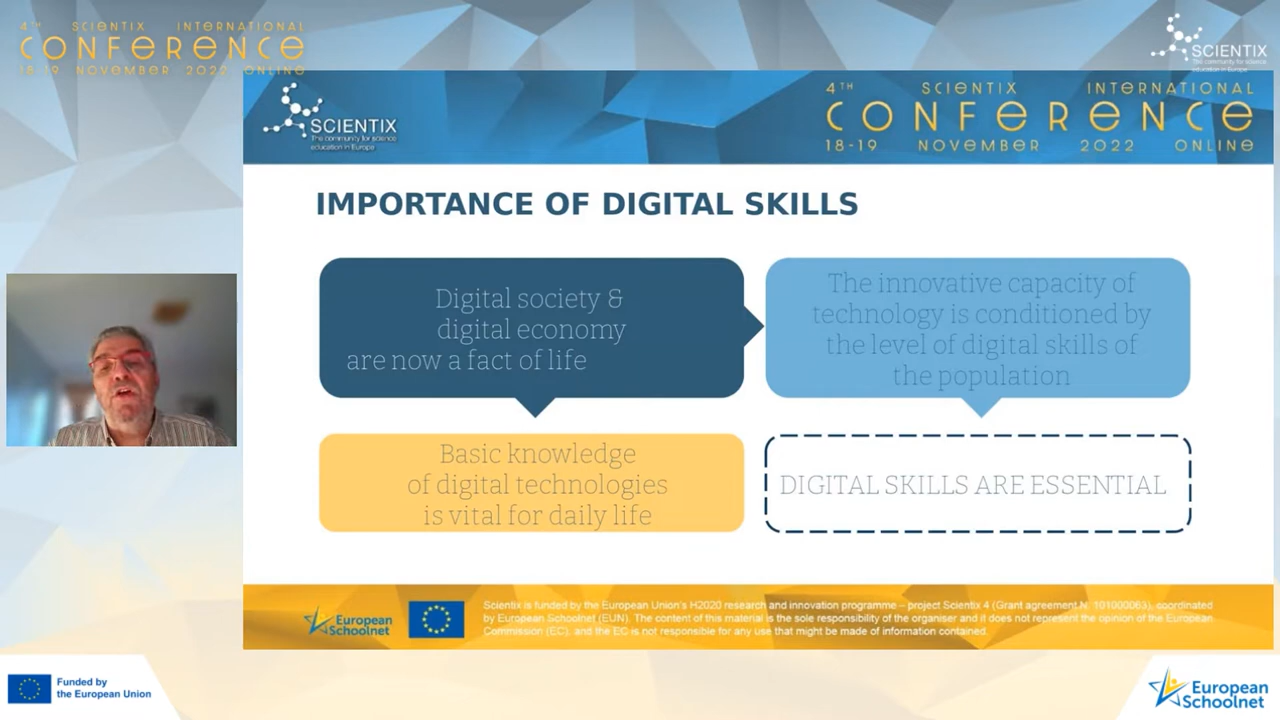 4TH SCIENTIX INTERNATIONAL
CONFERENCE
18-19 NOVEMBER 2022 ONLINE
SCIENTIX
The community for science
education in Europe
SCIENTIX
The community for science
education in Europe
4TH SCIENTIX INTERNATIONAL
CONFERENCE
18-19 NOVEMBER 2022 ONLINE
IMPORTANCE OF DIGITAL SKILLS
Digital society &
digital economy
are now a fact of life
The innovative capacity of
technology is conditioned by
the level of digital skills of
the population
Basic knowledge
of digital technologies
is vital for daily life
DIGITAL SKILLS ARE ESSENTIAL
European
Schoolnet
Scientix is funded by the European Union's H2020 research and innovation programme – project Scientix 4 (Grant agreement N. 101000063), coordinated
by European Schoolnet (EUN). The content of this material is the sole responsibility of the organiser and it does not represent the opinion of the European
Commission (EC), and the EC is not responsible for any use that might be made of information contained.
Funded by
the European Union
European
Schoolnet